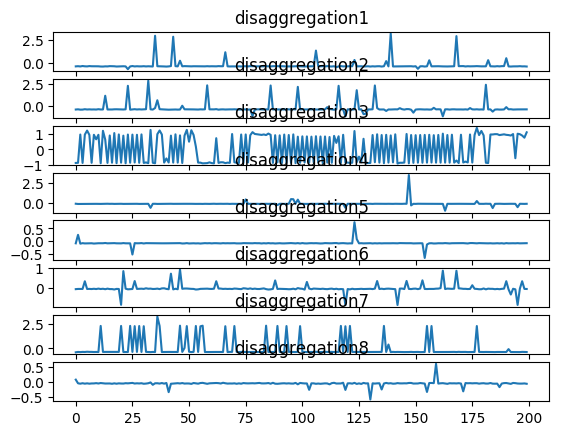 disaggregation1
2.5
0.0
disaggregation2
2.5
0.0
disaggregation3
1
0
−1
disaggregation4
2.5
0.0
disaggregation5
0.5
0.0
−0.5
disaggregation6
1
0
disaggregation7
2.5
0.0
disaggregation8
0.5
0.0
−0.5
0 25 50 75 100 125 150 175 200